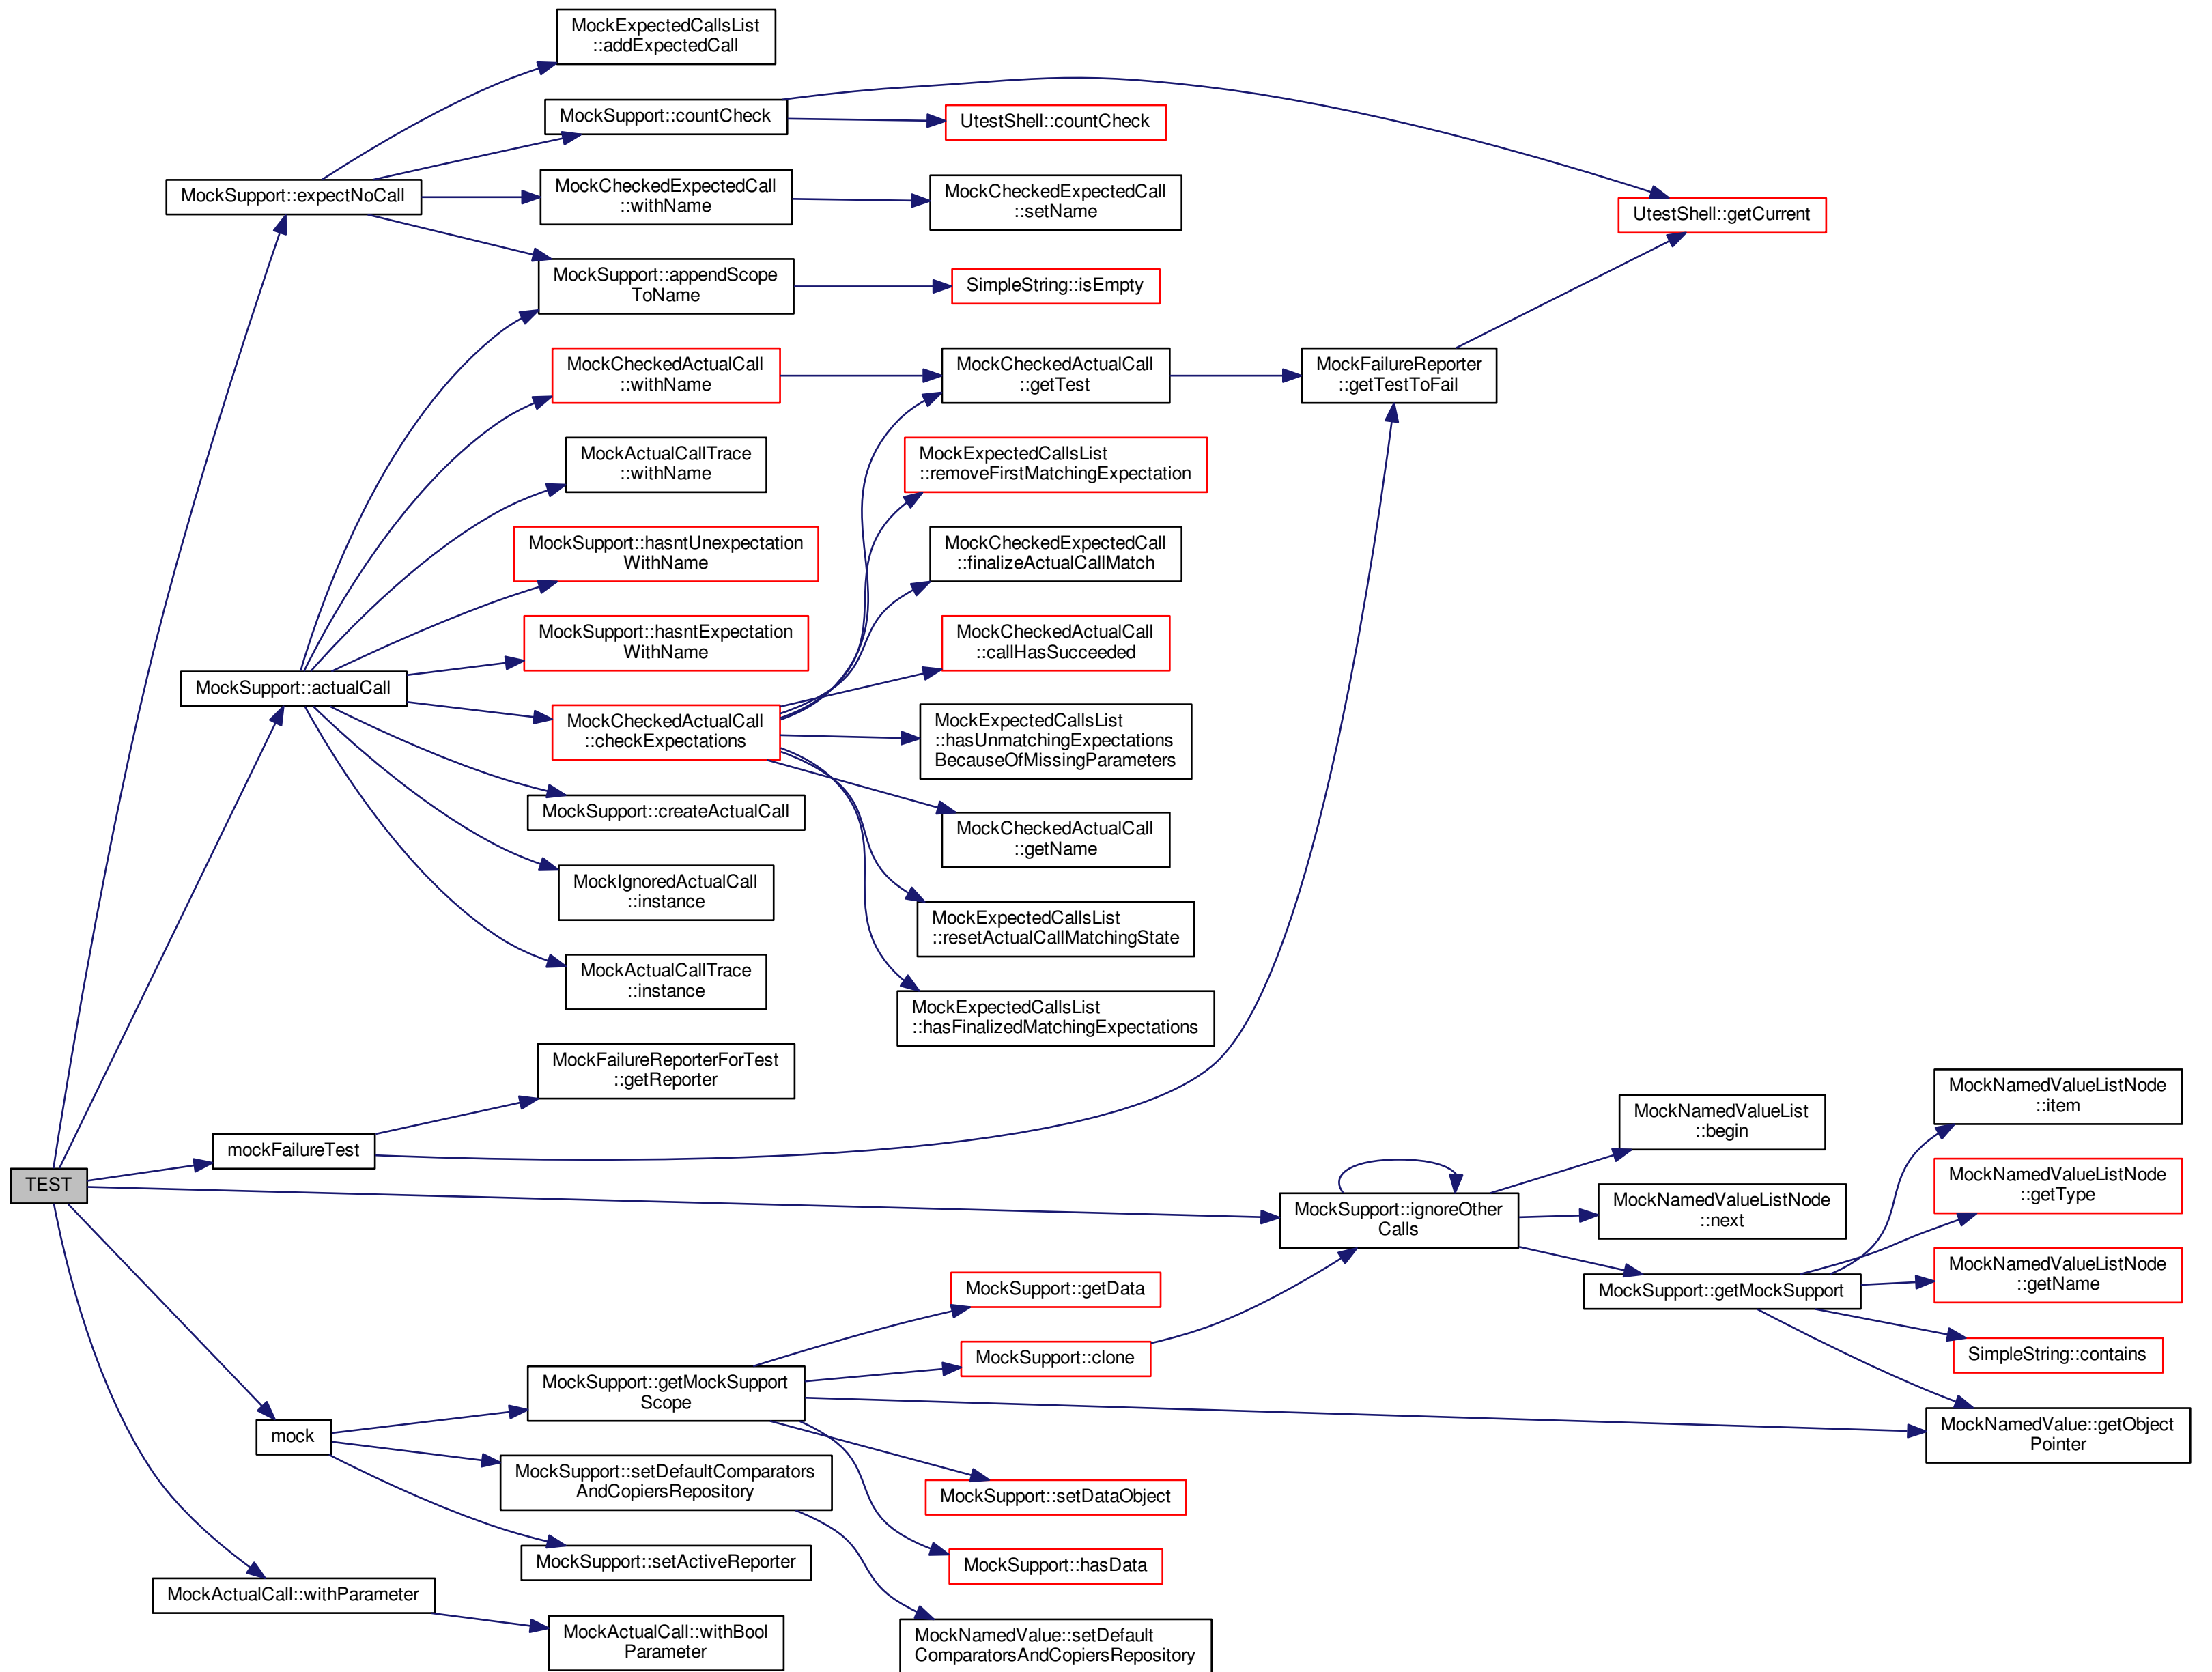 MockExpectedCallsList
::addExpectedCall
MockSupport::countCheck
UtestShell::countCheck
MockSupport::expectNoCall
MockCheckedExpectedCall
::withName
MockCheckedExpectedCall
::setName
UtestShell::getCurrent
MockSupport::appendScope
ToName
SimpleString::isEmpty
MockCheckedActualCall
::withName
MockCheckedActualCall
::getTest
MockFailureReporter
::getTestToFail
MockActualCallTrace
::withName
MockExpectedCallsList
::removeFirstMatchingExpectation
MockSupport::hasntUnexpectation
WithName
MockCheckedExpectedCall
::finalizeActualCallMatch
MockSupport::hasntExpectation
WithName
MockCheckedActualCall
::callHasSucceeded
MockSupport::actualCall
MockCheckedActualCall
::checkExpectations
MockExpectedCallsList
::hasUnmatchingExpectations
BecauseOfMissingParameters
MockSupport::createActualCall
MockCheckedActualCall
::getName
MockIgnoredActualCall
::instance
MockExpectedCallsList
::resetActualCallMatchingState
MockActualCallTrace
::instance
MockExpectedCallsList
::hasFinalizedMatchingExpectations
MockFailureReporterForTest
::getReporter
mockFailureTest
TEST
MockNamedValueListNode
::item
MockNamedValueList
::begin
MockSupport::ignoreOther
Calls
MockNamedValueListNode
::next
MockNamedValueListNode
::getType
MockSupport::getMockSupport
MockNamedValueListNode
::getName
SimpleString::contains
MockNamedValue::getObject
Pointer
MockSupport::getData
MockSupport::clone
MockSupport::getMockSupport
Scope
mock
MockSupport::setDefaultComparators
AndCopiersRepository
MockSupport::setDataObject
MockSupport::setActiveReporter
MockSupport::hasData
MockActualCall::withParameter
MockActualCall::withBool
Parameter
MockNamedValue::setDefault
ComparatorsAndCopiersRepository